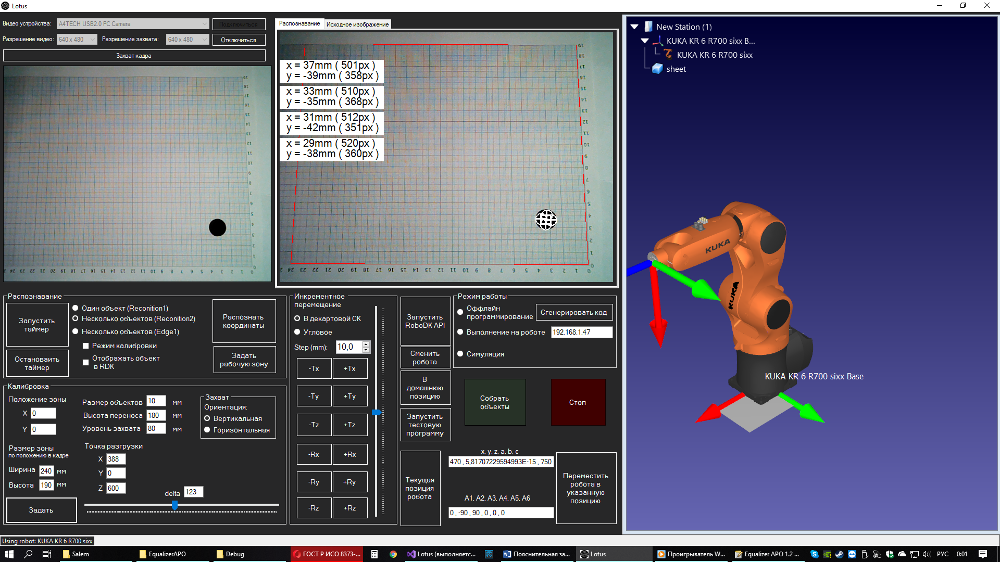 Lotus
Видео устройства:
A4TECH USB2.0 PC Camera
Подключиться
Разрешение видео:
640 x 480
Разрешение захвата:
640 x 480
Отключиться
Захват кадра
Распознавание
Исходное изображение
x = 37mm ( 501px )
y = -39mm ( 358px )
x = 33mm ( 510px )
y = -35mm ( 368px )
x = 31mm ( 512px )
y = -42mm ( 351px )
x = 29mm ( 520px )
y = -38mm ( 360px )
New Station (1)
KUKA KR 6 R700 sixx B...
KUKA KR 6 R700 sixx
sheet
KUKA
KUKA
KUKA KR 6 R700 sixx Base
Распознавание
Запустить
таймер
Остановаить
таймер
Один объект (Reconition1)
Несколько объектов (Reconition2)
Несколько объектов (Edge1)
Режим калибровки
Отображать объект
в RDK
Распознать
координаты
Задать
рабочую зону
Калибровка
Положение зоны
X 0
Y 0
Размер зоны
по положению в кадре
Ширина 240 мм
Высота 190 мм
Задать
Размер объектов 10 мм
Высота переноса 180 мм
Уровень захвата 80 мм
Точка разгрузки
X 388
Y 0
Z 600
Захват
Ориентация:
Вертикальная
Горизонтальная
delta 123
Инкрементное
перемещение
В декартовой СК
Угловое
Step (mm): 10,0
-Tx +Tx
-Ty +Ty
-Tz +Tz
-Rx +Rx
-Ry +Ry
-Rz +Rz
Запустить
RoboDK API
Сменить
робота
В
домашнюю
позицию
Запустить
тестовую
программу
Текущая
позиция
робота
Режим работы
Оффлайн
программирование
Сгенерировать код
Выполнение на роботе
192.168.1.47
Симуляция
Собрать
объекты
Стоп
x, y, z, a, b, c
470 , 5,81707229594993E-15 , 750
A1, A2, A3, A4, A5, A6
0 , -90 , 90 , 0 , 0 , 0
Переместить
робота в
указанную
позицию
Using robot: KUKA KR 6 R700 sixx
Salem
EqualizerAPO
Debug
ГОСТ Р ИСО 8373-...
Lotus (выполняетс...
Пояснительная за...
Lotus
Проигрыватель W...
Equalizer APO 1.2 ...
РУС
0:01